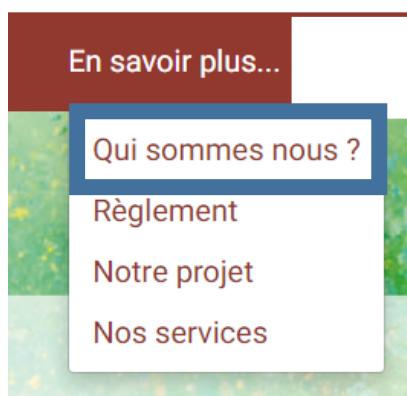 En savoir plus...
Qui sommes nous ?
Règlement
Notre projet
Nos services